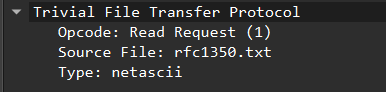 Trivial File Transfer Protocol
Opcode: Read Request (1)
Source File: rfc1350.txt
Type: netascii